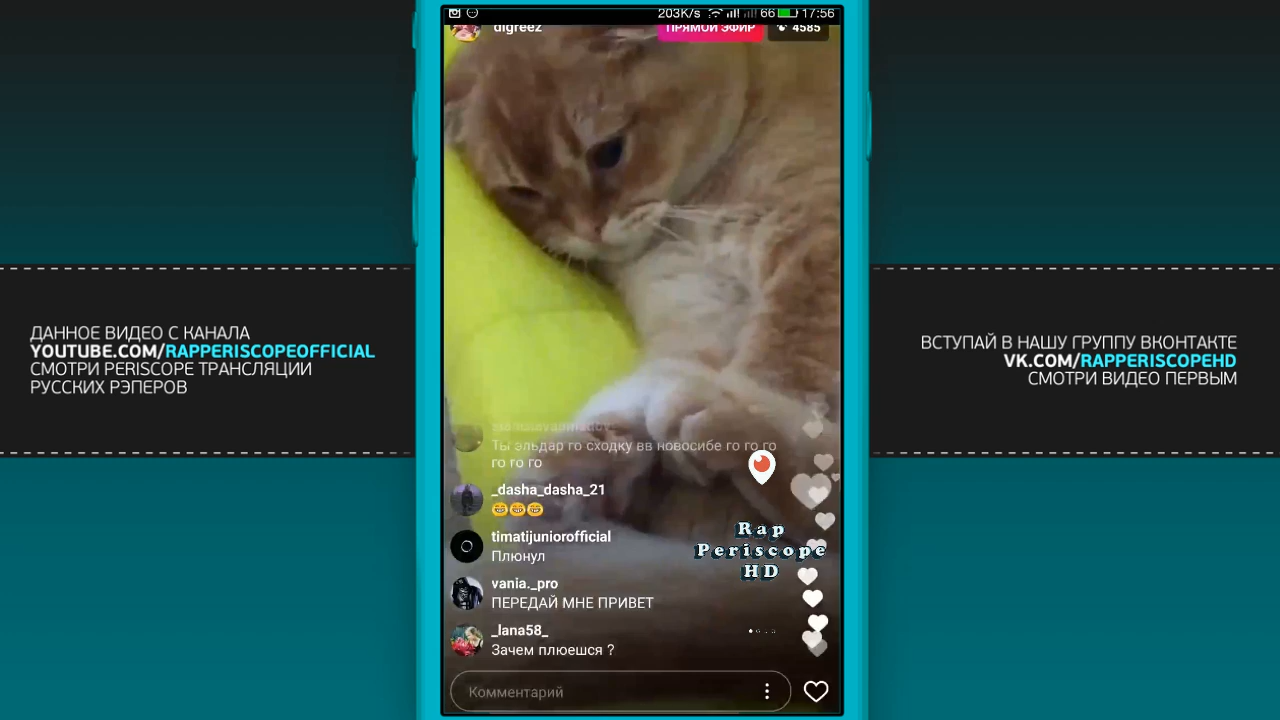 203K/s 66 17:56
digreez ПРЯМОЙ ЭФИР 4585
ДАННОЕ ВИДЕО С КАНАЛА
YOUTUBE.COM/RAPPERISCOPEOFFICIAL
СМОТРИ PERISCOPE ТРАНСЛЯЦИИ
РУССКИХ РЭПЕРОВ
Ты эльдар го сходку вв новосибе го го го
го го го
_dasha_dasha_21
timatijuniorofficial
Плюнул
vania._pro
ПЕРЕДАЙ МНЕ ПРИВЕТ
_lana58_
Зачем плюешся ?
Комментарий
Rap
Periscope
HD
ВСТУПАЙ В НАШУ ГРУППУ ВКОНТАКТЕ
VK.COM/RAPPERISCOPEHD
СМОТРИ ВИДЕО ПЕРВЫМ